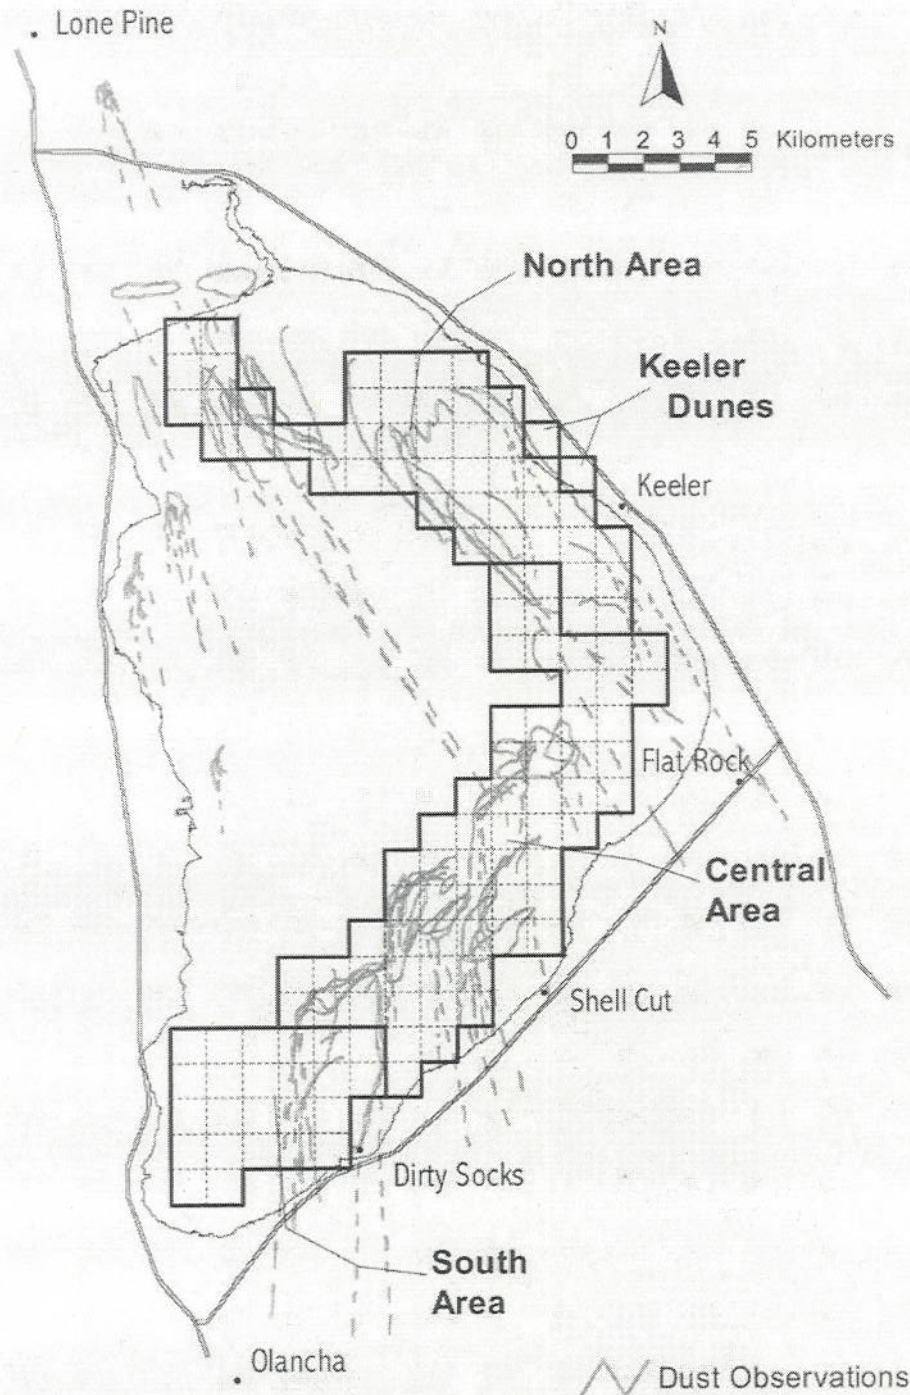 Lone Pine
N
0 1 2 3 4 5 Kilometers
North Area
Keeler
Dunes
Keeler
Flat Rock
Central
Area
Shell Cut
Dirty Socks
South
Area
Olancha
Dust Observations